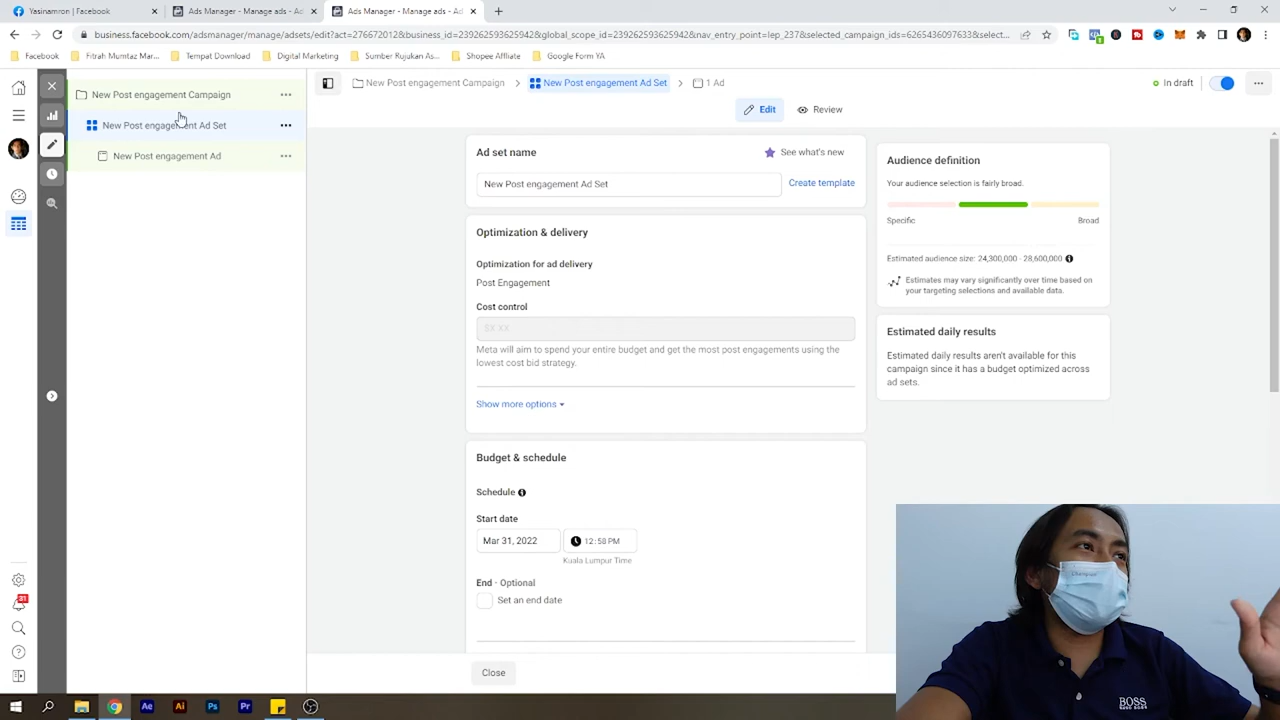 Yasinamron | Facebook
Ads Manager - Manage ads - Ad
Ads Manager - Manage ads - Ad
business.facebook.com/adsmanager/manage/adsets/edit?act=276672012&business_id=239262593625942&global_scope_id=239262593625942&nav_entry_point=lep_237&selected_campaign_ids=6265436097633&selec...
Facebook
Fitrah Mumtaz Mar...
Tempat Download
Digital Marketing
Sumber Rujukan As...
Shopee Affliate
Google Form YA
New Post engagement Campaign
New Post engagement Ad Set
1 Ad
In draft
New Post engagement Campaign
New Post engagement Ad Set
New Post engagement Ad
Edit
Review
Ad set name
See what's new
New Post engagement Ad Set
Create template
Optimization & delivery
Optimization for ad delivery
Post Engagement
Cost control
$X.XX
Meta will aim to spend your entire budget and get the most post engagements using the
lowest cost bid strategy.
Show more options
Budget & schedule
Schedule
Start date
Mar 31, 2022
12:58 PM
Kuala Lumpur Time
End - Optional
Set an end date
Close
Audience definition
Your audience selection is fairly broad.
Specific
Broad
Estimated audience size: 24,300,000 - 28,600,000
Estimates may vary significantly over time based on
your targeting selections and available data.
Estimated daily results
Estimated daily results aren't available for this
campaign since it has a budget optimized across
ad sets.
31
BOSS
Ae
Ai
Ps
Pr